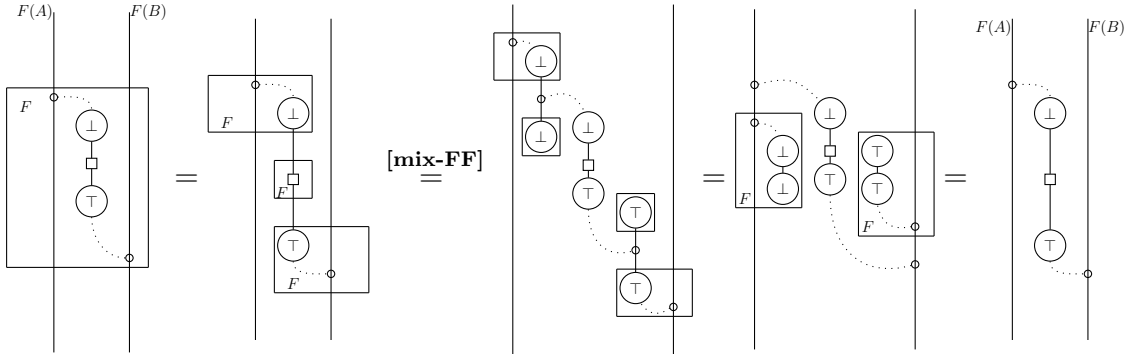 F(A) F(B) F(A) F(B)
F ⊥ ⊤
=
F ⊥ F ⊤ F
[mix-FF]
=
⊥ ⊥ ⊥ ⊤ ⊤ ⊤
=
F ⊥ ⊥ ⊥ ⊤ ⊤ ⊤ F
=
⊥ ⊤